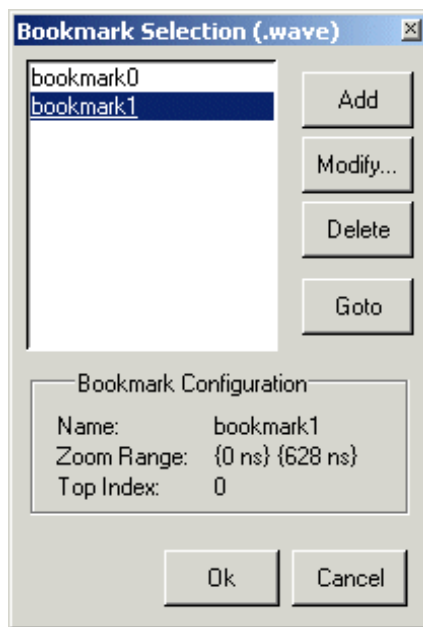 Bookmark Selection (.wave)
bookmark0
bookmark1
Add
Modify...
Delete
Goto
Bookmark Configuration
Name: bookmark1
Zoom Range: {0 ns} {628 ns}
Top Index: 0
Ok
Cancel